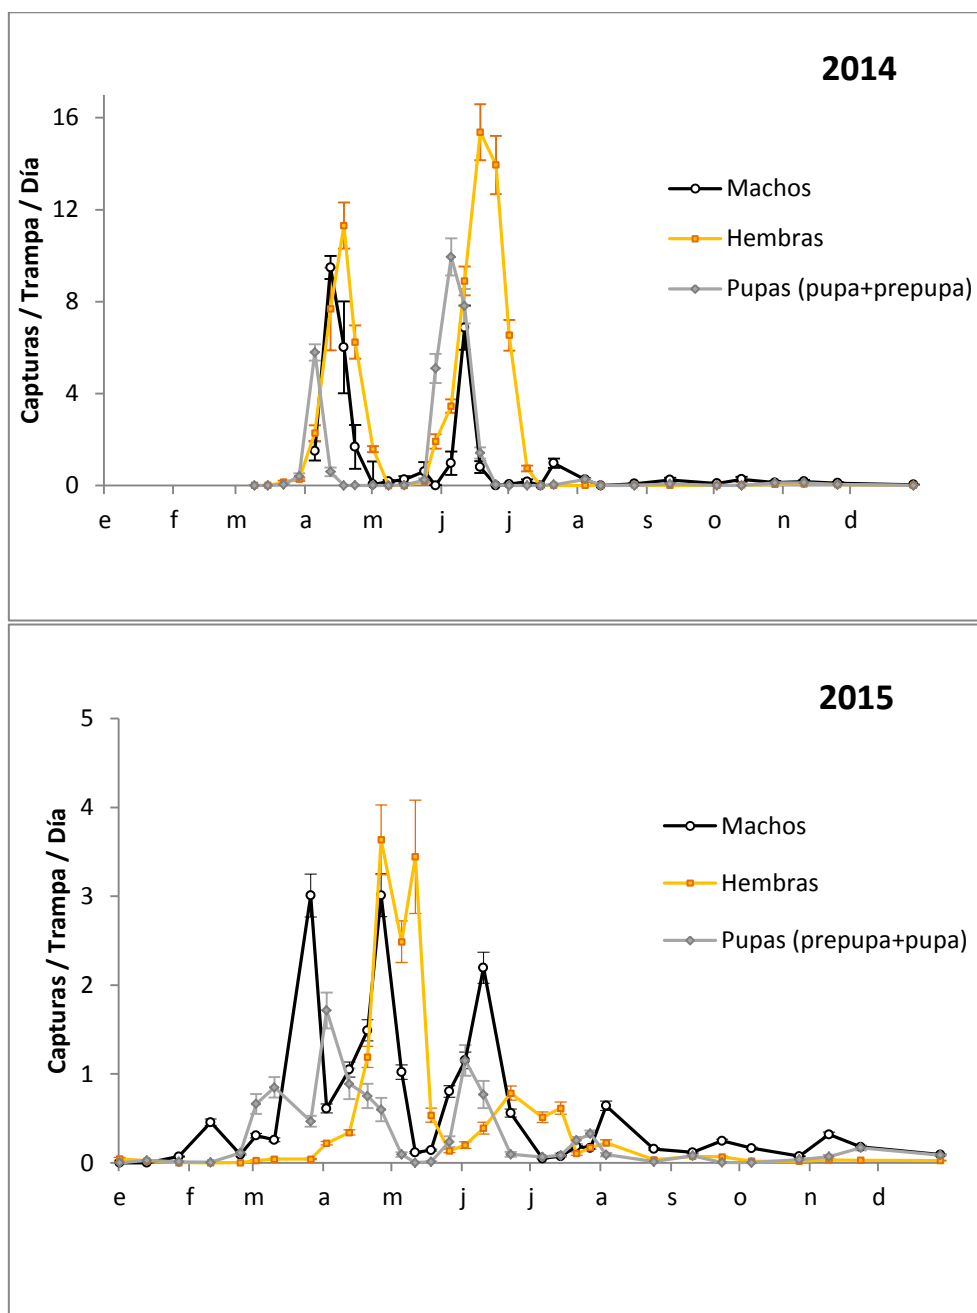 2014
Capturas / Trampa / Día
16
12
8
4
0
Machos
Hembras
Pupas (pupa+prepupa)
e f m a m j j a s o n d
2015
Capturas / Trampa / Día
5
4
3
2
1
0
Machos
Hembras
Pupas (prepupa+pupa)
e f m a m j j a s o n d